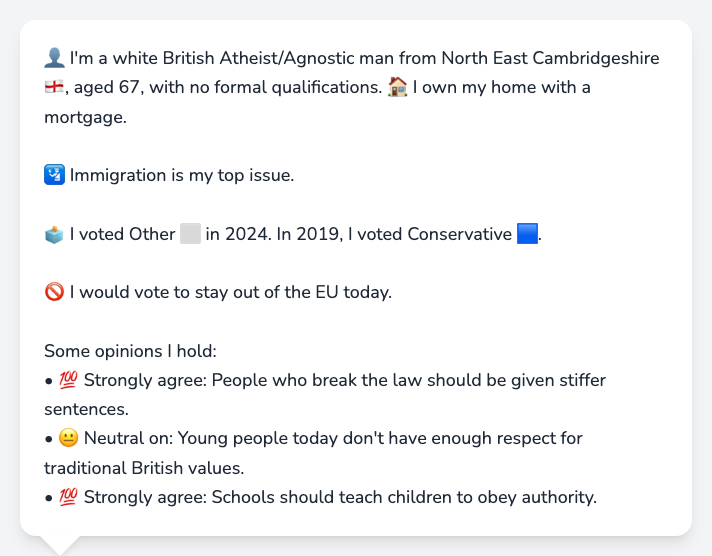 👤 I'm a white British Atheist/Agnostic man from North East Cambridgeshire
🏴󠁧󠁢󠁥󠁮󠁧󠁿, aged 67, with no formal qualifications. 🏠 I own my home with a
mortgage.
🛂 Immigration is my top issue.
🗳️ I voted Other ⬜ in 2024. In 2019, I voted Conservative 🟦.
🚫 I would vote to stay out of the EU today.
Some opinions I hold:
• 💯 Strongly agree: People who break the law should be given stiffer
sentences.
• 😐 Neutral on: Young people today don't have enough respect for
traditional British values.
• 💯 Strongly agree: Schools should teach children to obey authority.